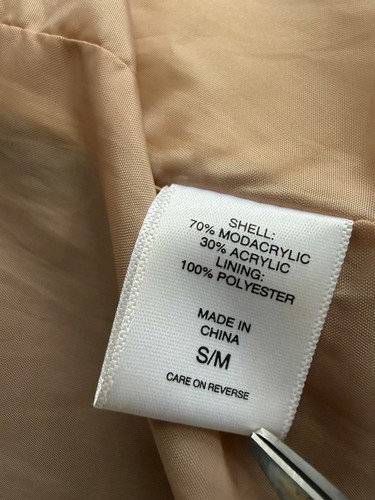 SHELL:
70% MODACRYLIC
30% ACRYLIC
LINING:
100% POLYESTER
MADE IN
CHINA
S/M
CARE ON REVERSE